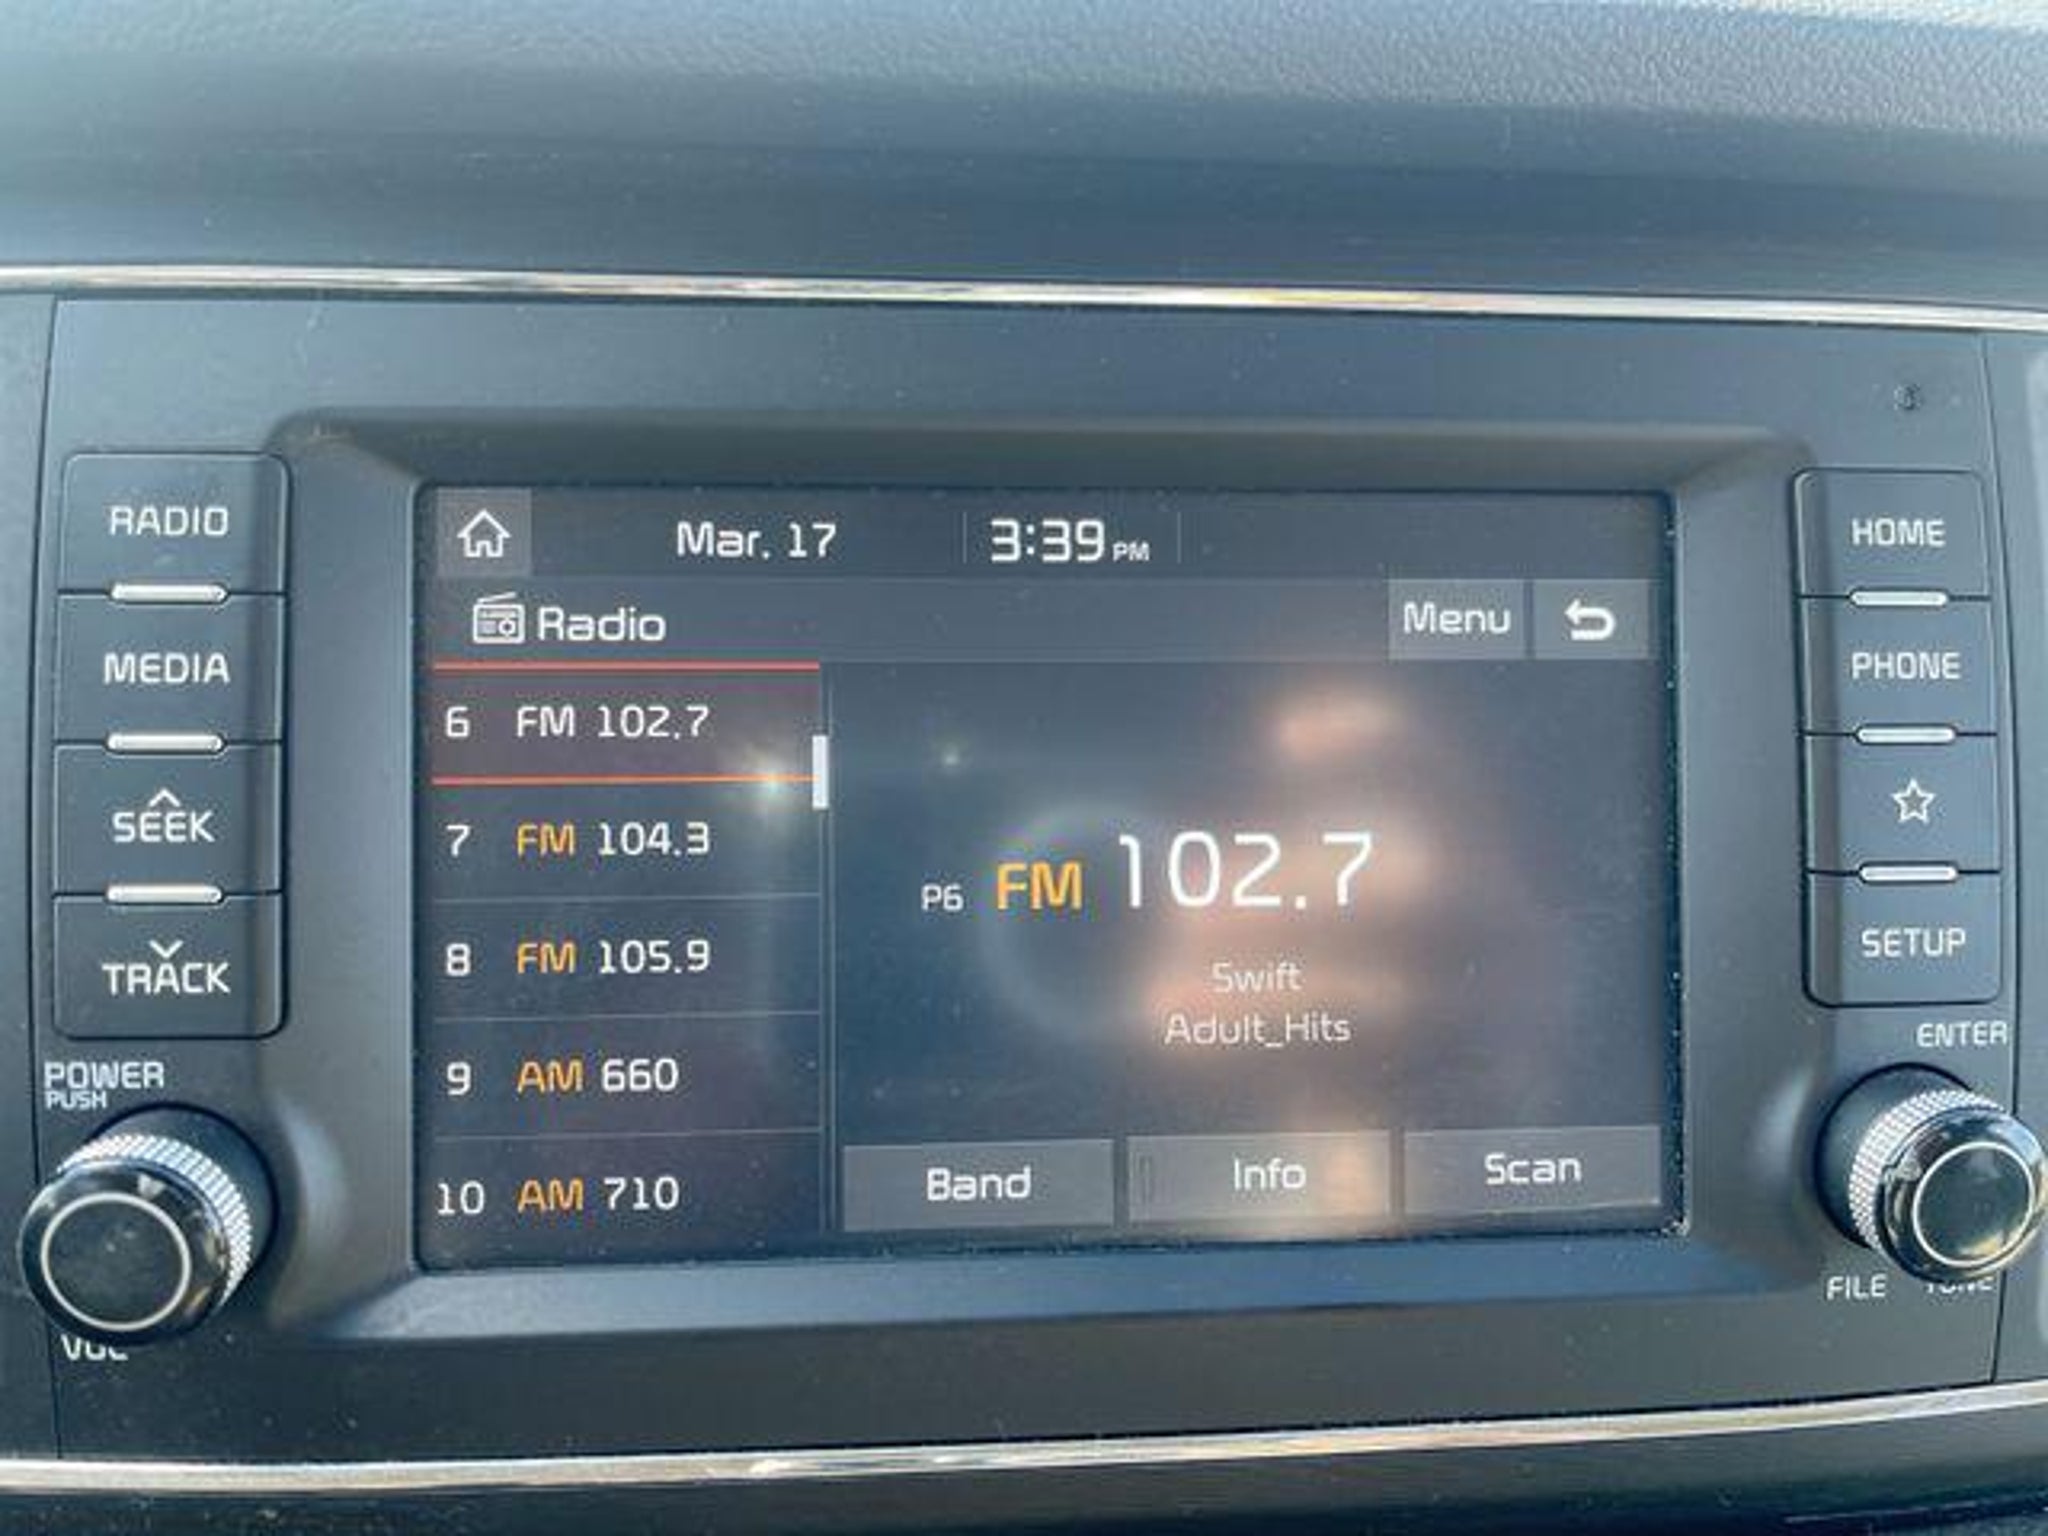 RADIO
MEDIA
SEEK
TRACK
POWER
PUSH
VOL
Mar. 17
3:39 PM
Radio
Menu
6 FM 102.7
7 FM 104.3
8 FM 105.9
9 AM 660
10 AM 710
P6 FM 102.7
Swift
Adult_Hits
Band
Info
Scan
HOME
PHONE
SETUP
ENTER
FILE
TUNE